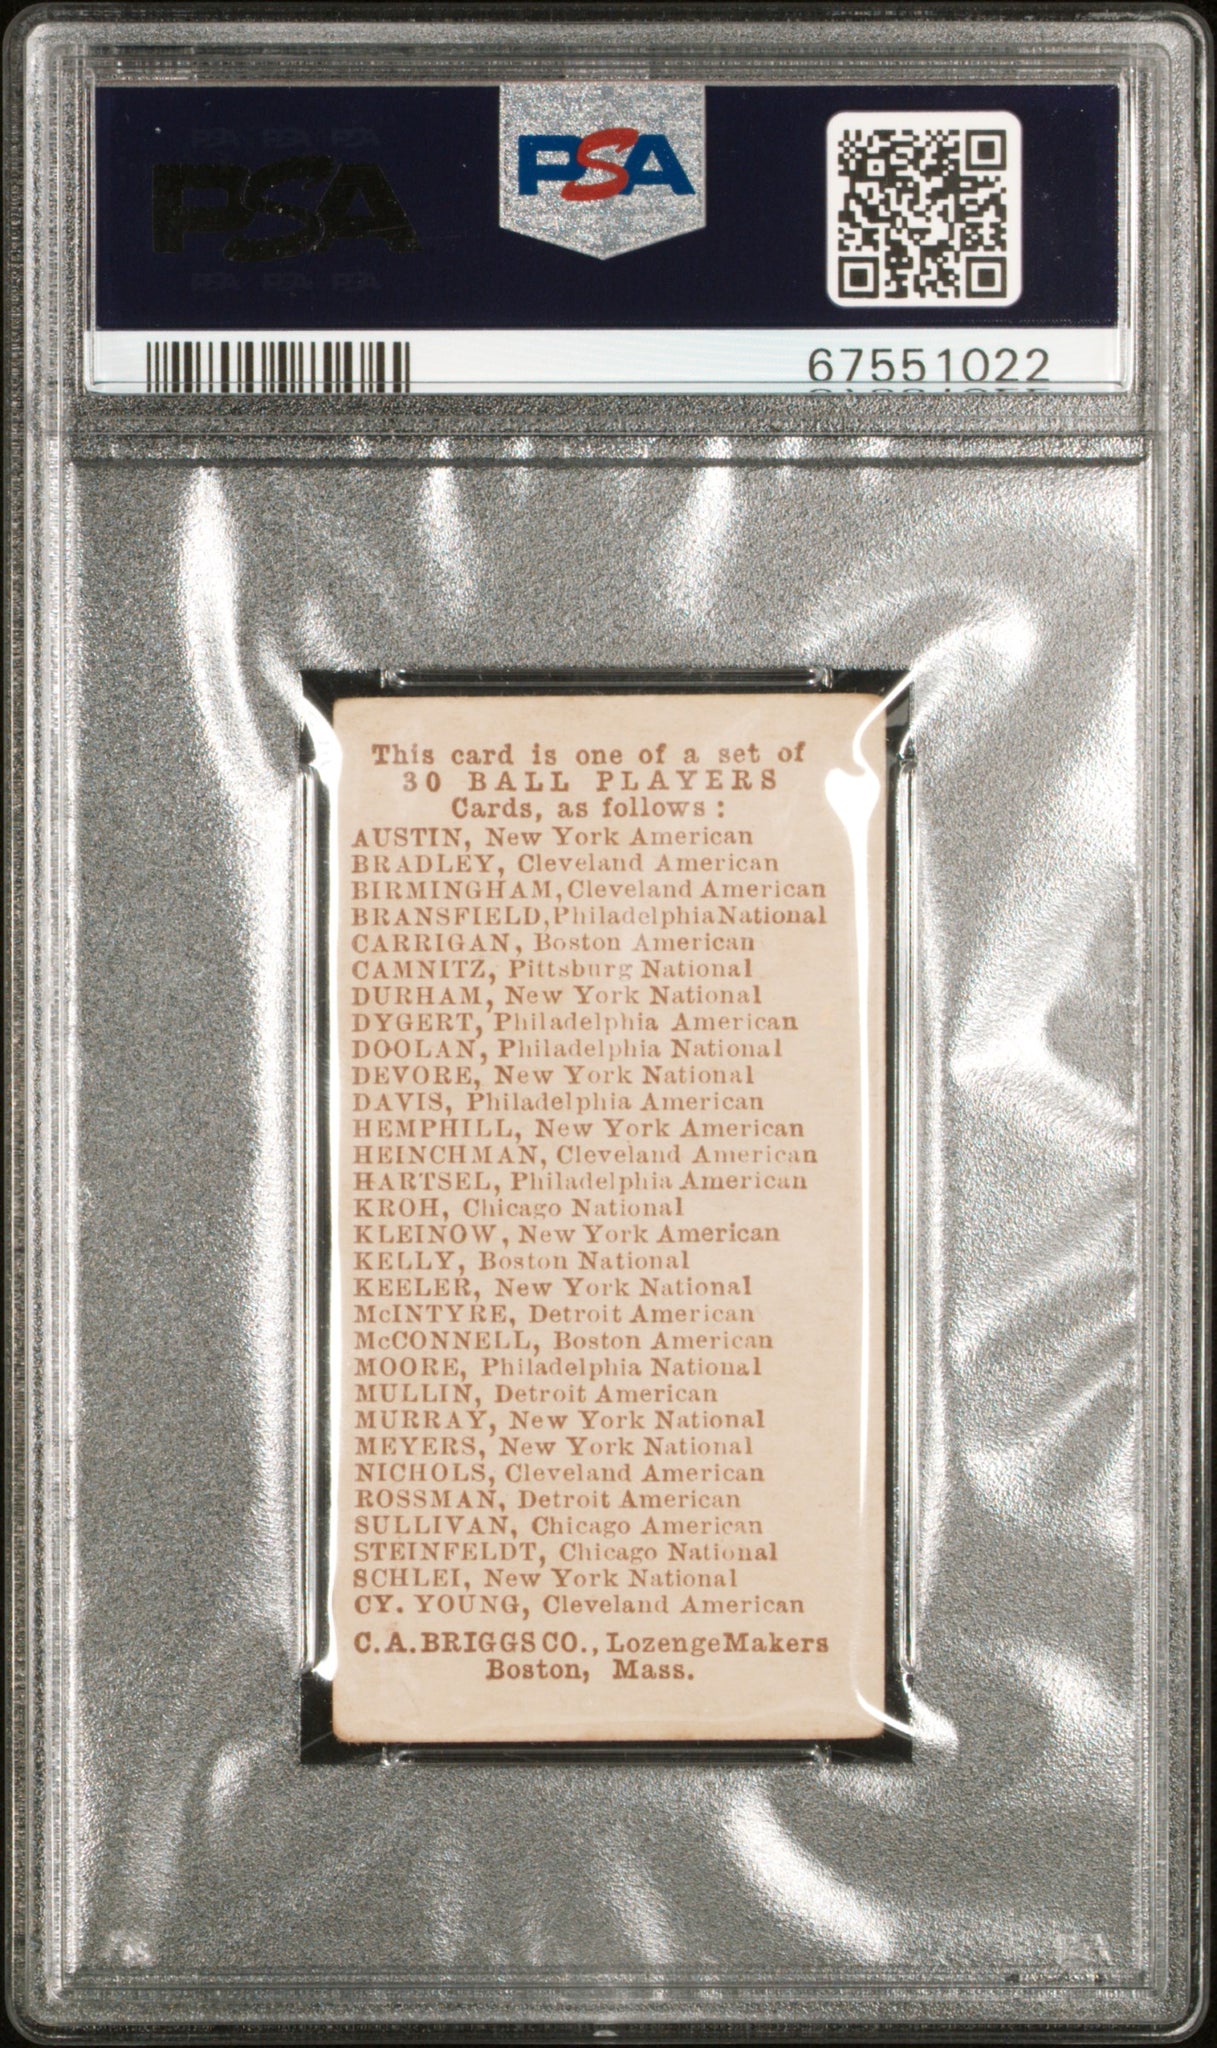 PSA PSA PSA
PSA
PSA
PSA PSA PSA
67551022
This card is one of a set of
30 BALL PLAYERS
Cards, as follows :
AUSTIN, New York American
BRADLEY, Cleveland American
BIRMINGHAM, Cleveland American
BRANSFIELD, Philadelphia National
CARRIGAN, Boston American
CAMNITZ, Pittsburg National
DURHAM, New York National
DYGERT, Philadelphia American
DOOLAN, Philadelphia National
DEVORE, New York National
DAVIS, Philadelphia American
HEMPHILL, New York American
HEINCHMAN, Cleveland American
HARTSEL, Philadelphia American
KROH, Chicago National
KLEINOW, New York American
KELLY, Boston National
KEELER, New York National
McINTYRE, Detroit American
McCONNELL, Boston American
MOORE, Philadelphia National
MULLIN, Detroit American
MURRAY, New York National
MEYERS, New York National
NICHOLS, Cleveland American
ROSSMAN, Detroit American
SULLIVAN, Chicago American
STEINFELDT, Chicago National
SCHLEI, New York National
CY. YOUNG, Cleveland American
C. A. BRIGGS CO., Lozenge Makers
Boston, Mass.